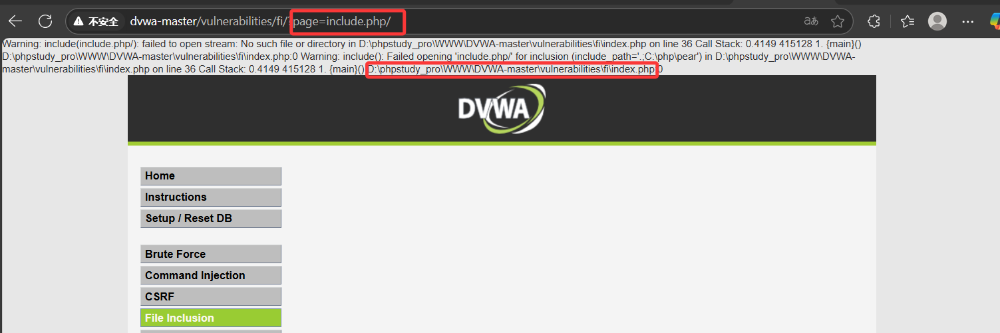 不安全 dvwa-master/vulnerabilities/fi/?page=include.php/ aあ
Warning: include(include.php/): failed to open stream: No such file or directory in D:\phpstudy_pro\WWW\DVWA-master\vulnerabilities\fi\index.php on line 36 Call Stack: 0.4149 415128 1. {main}()
D:\phpstudy_pro\WWW\DVWA-master\vulnerabilities\fi\index.php:0 Warning: include(): Failed opening 'include.php/' for inclusion (include_path='.;C:\php\pear') in D:\phpstudy_pro\WWW\DVWA-
master\vulnerabilities\fi\index.php on line 36 Call Stack: 0.4149 415128 1. {main}() D:\phpstudy_pro\WWW\DVWA-master\vulnerabilities\fi\index.php:0
DVWA
Home
Instructions
Setup / Reset DB
Brute Force
Command Injection
CSRF
File Inclusion